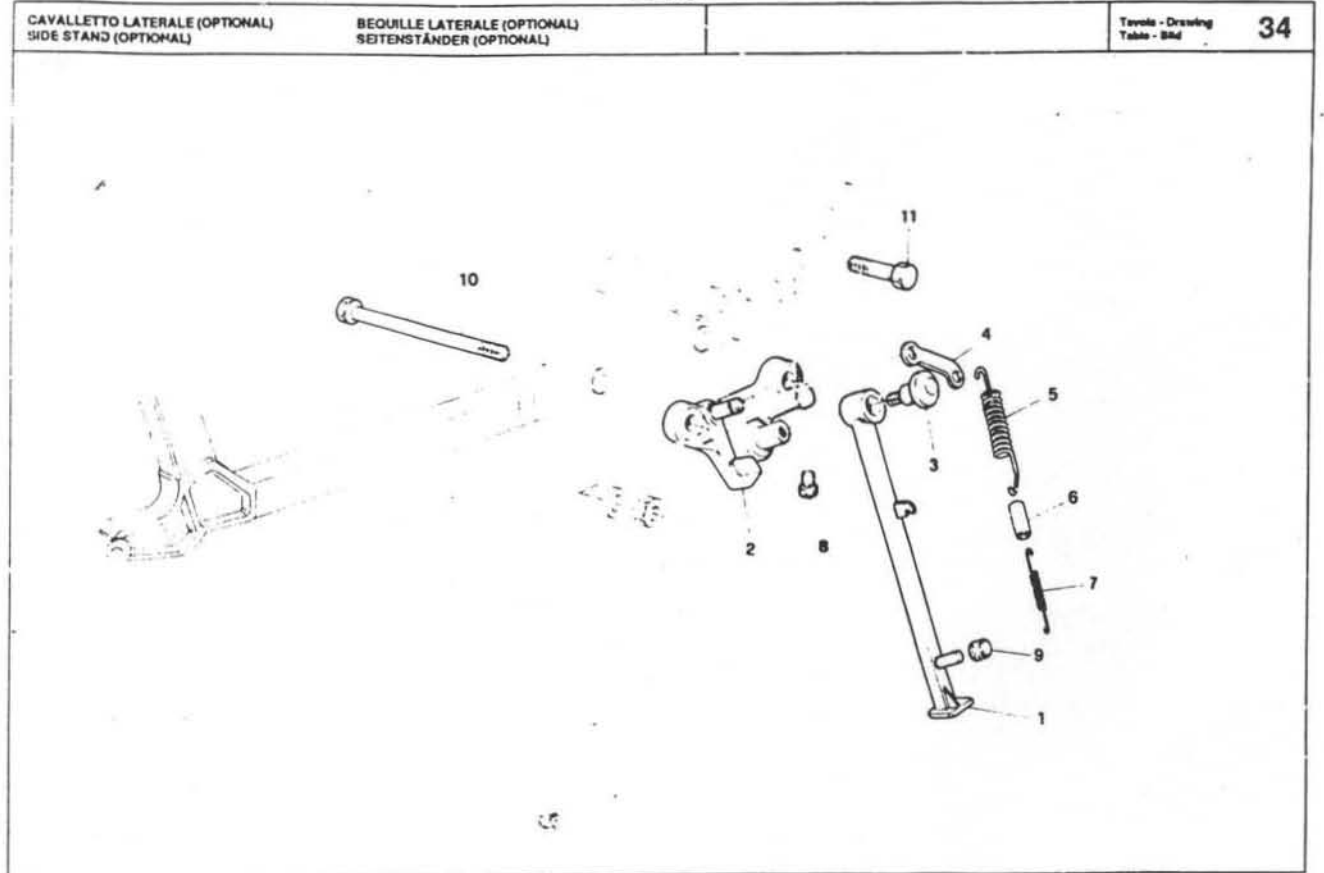 CAVALLETTO LATERALE (OPTIONAL)
SIDE STAND (OPTIONAL)
BEQUILLE LATERALE (OPTIONAL)
SEITENSTÄNDER (OPTIONAL)
Tavola - Drawing
Table - Bild
34
11
10
4
5
3
6
2
8
7
9
1